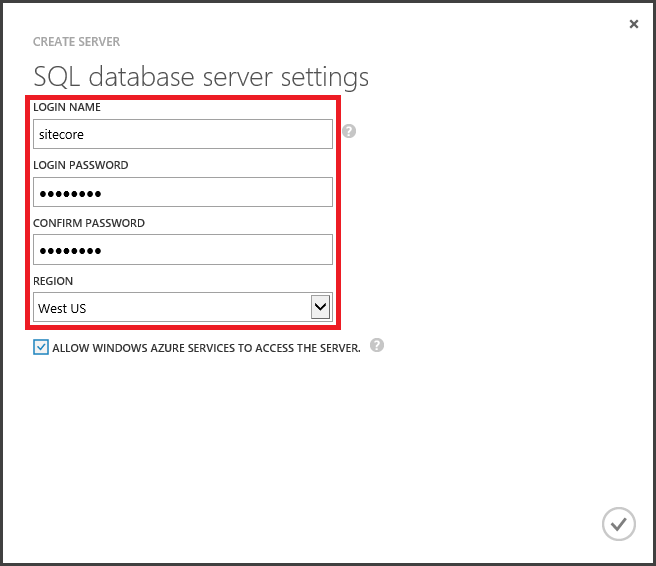 CREATE SERVER
SQL database server settings
LOGIN NAME
sitecore
?
LOGIN PASSWORD
●●●●●●●●
CONFIRM PASSWORD
●●●●●●●●
REGION
West US
ALLOW WINDOWS AZURE SERVICES TO ACCESS THE SERVER. ?